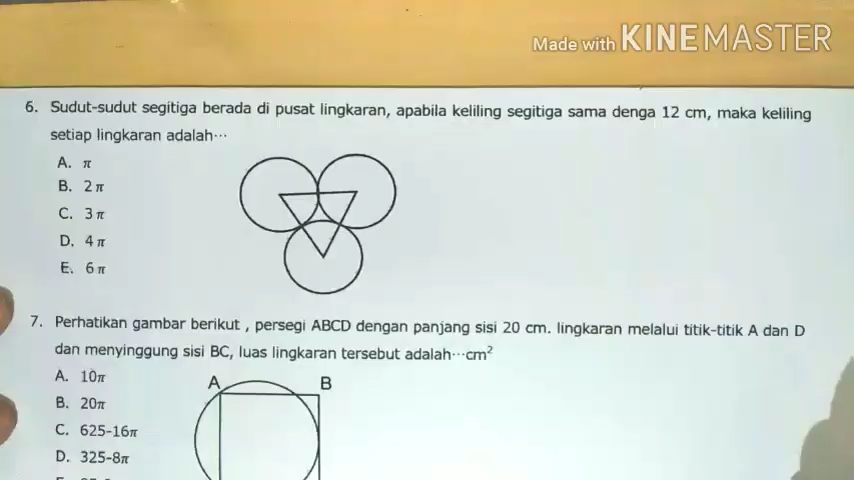 Made with KINEMASTER
6. Sudut-sudut segitiga berada di pusat lingkaran, apabila keliling segitiga sama denga 12 cm, maka keliling
setiap lingkaran adalah···
A. π
B. 2π
C. 3π
D. 4π
E. 6π
7. Perhatikan gambar berikut , persegi ABCD dengan panjang sisi 20 cm. lingkaran melalui titik-titik A dan D
dan menyinggung sisi BC, luas lingkaran tersebut adalah···cm²
A. 10π
B. 20π
C. 625-16π
D. 325-8π
A B